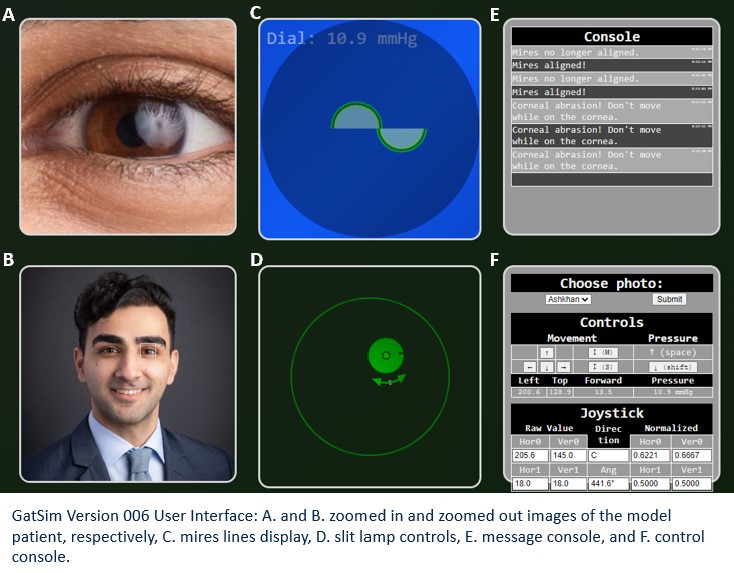 A
C
E
Dial: 10.9 mmHg
Console
Mires no longer aligned.
Mires aligned!
Mires no longer aligned.
Mires aligned!
Corneal abrasion! Don't move
while on the cornea.
Corneal abrasion! Don't move
while on the cornea.
Corneal abrasion! Don't move
while on the cornea.
B
D
F
Choose photo:
Ashkhan Submit
Controls
Movement Pressure
↑ I (W) ↑ (space)
← ↓ → I (S) ↓ (shift)
Left Top Forward Pressure
200.6 128.9 13.5 10.9 mmHg
Joystick
Raw Value Direc
tion Normalized
Hor0 Ver0 Hor0 Ver0
205.6 145.0 C 0.6221 0.6667
Hor1 Ver1 Ang Hor1 Ver1
18.0 18.0 441.6° 0.5000 0.5000
GatSim Version 006 User Interface: A. and B. zoomed in and zoomed out images of the model
patient, respectively, C. mires lines display, D. slit lamp controls, E. message console, and F. control
console.